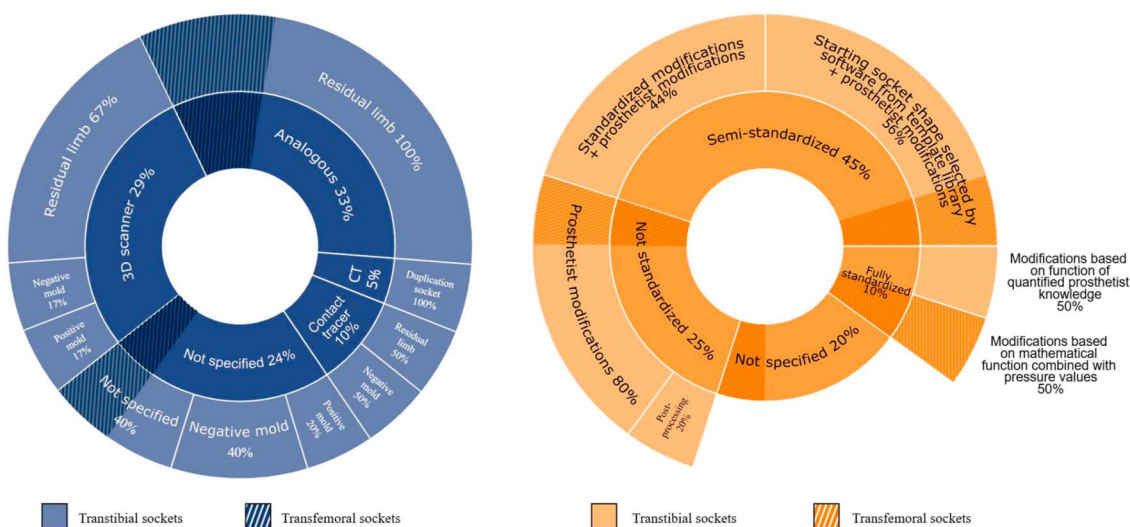 Residual limb 67%
Residual limb 100%
3D scanner 29%
Analogous 33%
CT
5%
Contact
tracer
10%
Not specified 24%
Negative
mold
17%
Positive
mold
17%
Not specified
40%
Negative mold
40%
Positive
mold
20%
Negative
mold
50%
Residual
limb
50%
Duplication
socket
100%
Transtibial sockets
Transfemoral sockets
Standardized modifications
+ prosthetist modifications
44%
Starting socket shape selected by
software from template library
+ prosthetist modifications
56%
Semi-standardized 45%
Not standardized 25%
Fully
standardized
10%
Not specified 20%
Prosthetist modifications 80%
Post-
processing
20%
Modifications based
on function of
quantified prosthetist
knowledge
50%
Modifications based
on mathematical
function combined with
pressure values
50%
Transtibial sockets
Transfemoral sockets